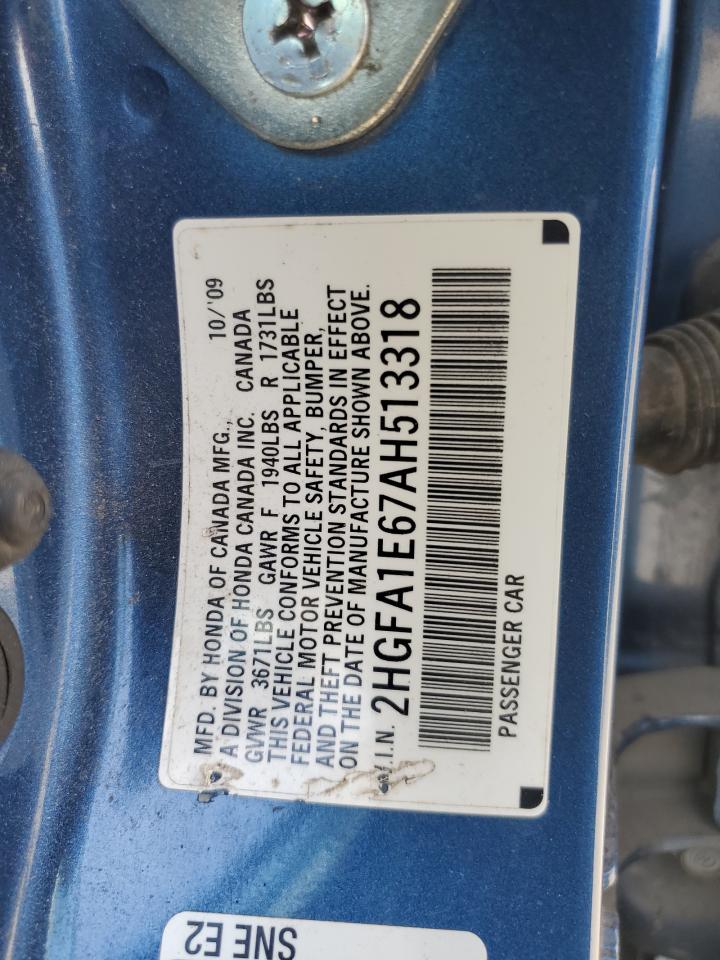 MFD. BY HONDA OF CANADA MFG., 10/'09
A DIVISION OF HONDA CANADA INC. CANADA
GVWR 3671LBS GAWR F 1940LBS R 1731LBS
THIS VEHICLE CONFORMS TO ALL APPLICABLE
FEDERAL MOTOR VEHICLE SAFETY, BUMPER,
AND THEFT PREVENTION STANDARDS IN EFFECT
ON THE DATE OF MANUFACTURE SHOWN ABOVE.
V.I.N. 2HGFA1E67AH513318
PASSENGER CAR
SNE E2